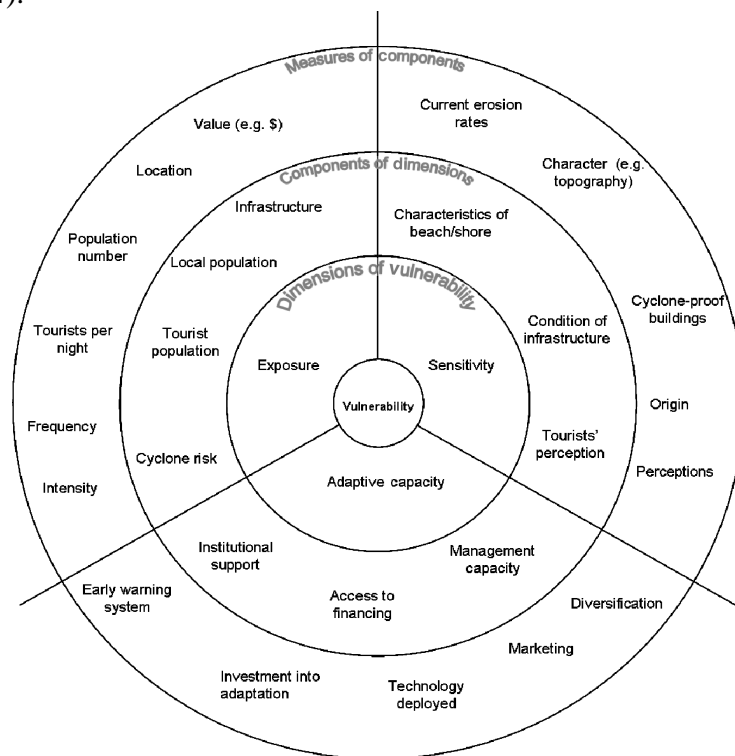 ).
Measures of components
Value (e.g. $)
Current erosion
rates
Location
Character (e.g.
topography)
Components of dimensions
Infrastructure
Characteristics of
beach/shore
Population
number
Local population
Dimensions of vulnerability
Cyclone-proof
buildings
Tourists per
night
Tourist
population
Condition of
infrastructure
Exposure
Sensitivity
Vulnerability
Origin
Frequency
Tourists'
perception
Cyclone risk
Perceptions
Intensity
Adaptive capacity
Institutional
support
Management
capacity
Early warning
system
Access to
financing
Diversification
Marketing
Investment into
adaptation
Technology
deployed